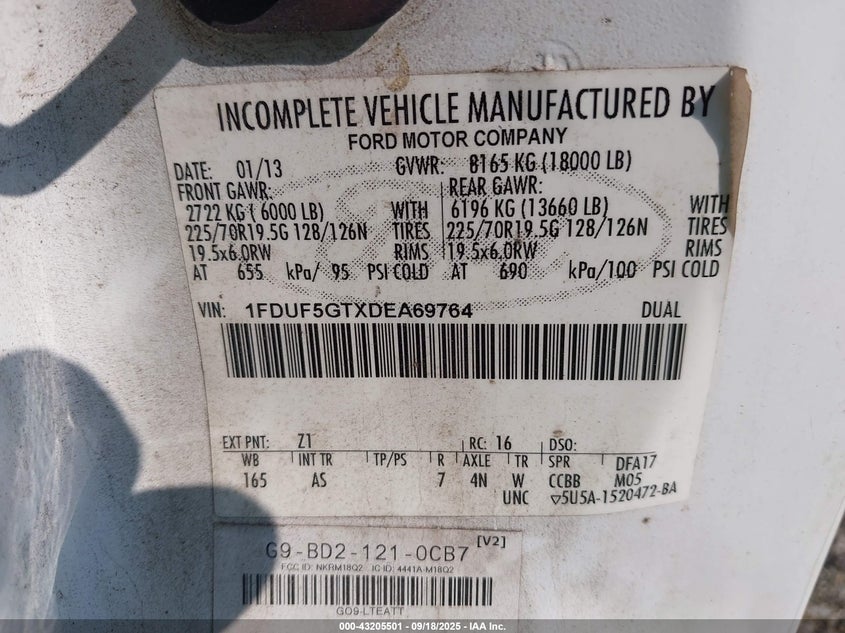 INCOMPLETE VEHICLE MANUFACTURED BY
FORD MOTOR COMPANY
DATE: 01/13 GVWR: 8165 KG (18000 LB)
FRONT GAWR: REAR GAWR:
2722 KG ( 6000 LB) WITH 6196 KG (13660 LB) WITH
225/70R19.5G 128/126N TIRES 225/70R19.5G 128/126N TIRES
19.5x6.0RW RIMS 19.5x6.0RW RIMS
AT 655 kPa/ 95 PSI COLD AT 690 kPa/100 PSI COLD
VIN: 1FDUF5GTXDEA69764 DUAL
EXT PNT: Z1 RC: 16 DSO:
WB INT TR TP/PS R AXLE TR SPR DFA17
165 AS 7 4N W CCBB M05
UNC ▽5U5A-1520472-BA
G9-BD2-121-0CB7 [V2]
FCC ID: NKRM18Q2 IC ID: 4441A-M18Q2
GO9-LTEATT
000-43205501 - 09/18/2025 - IAA Inc.